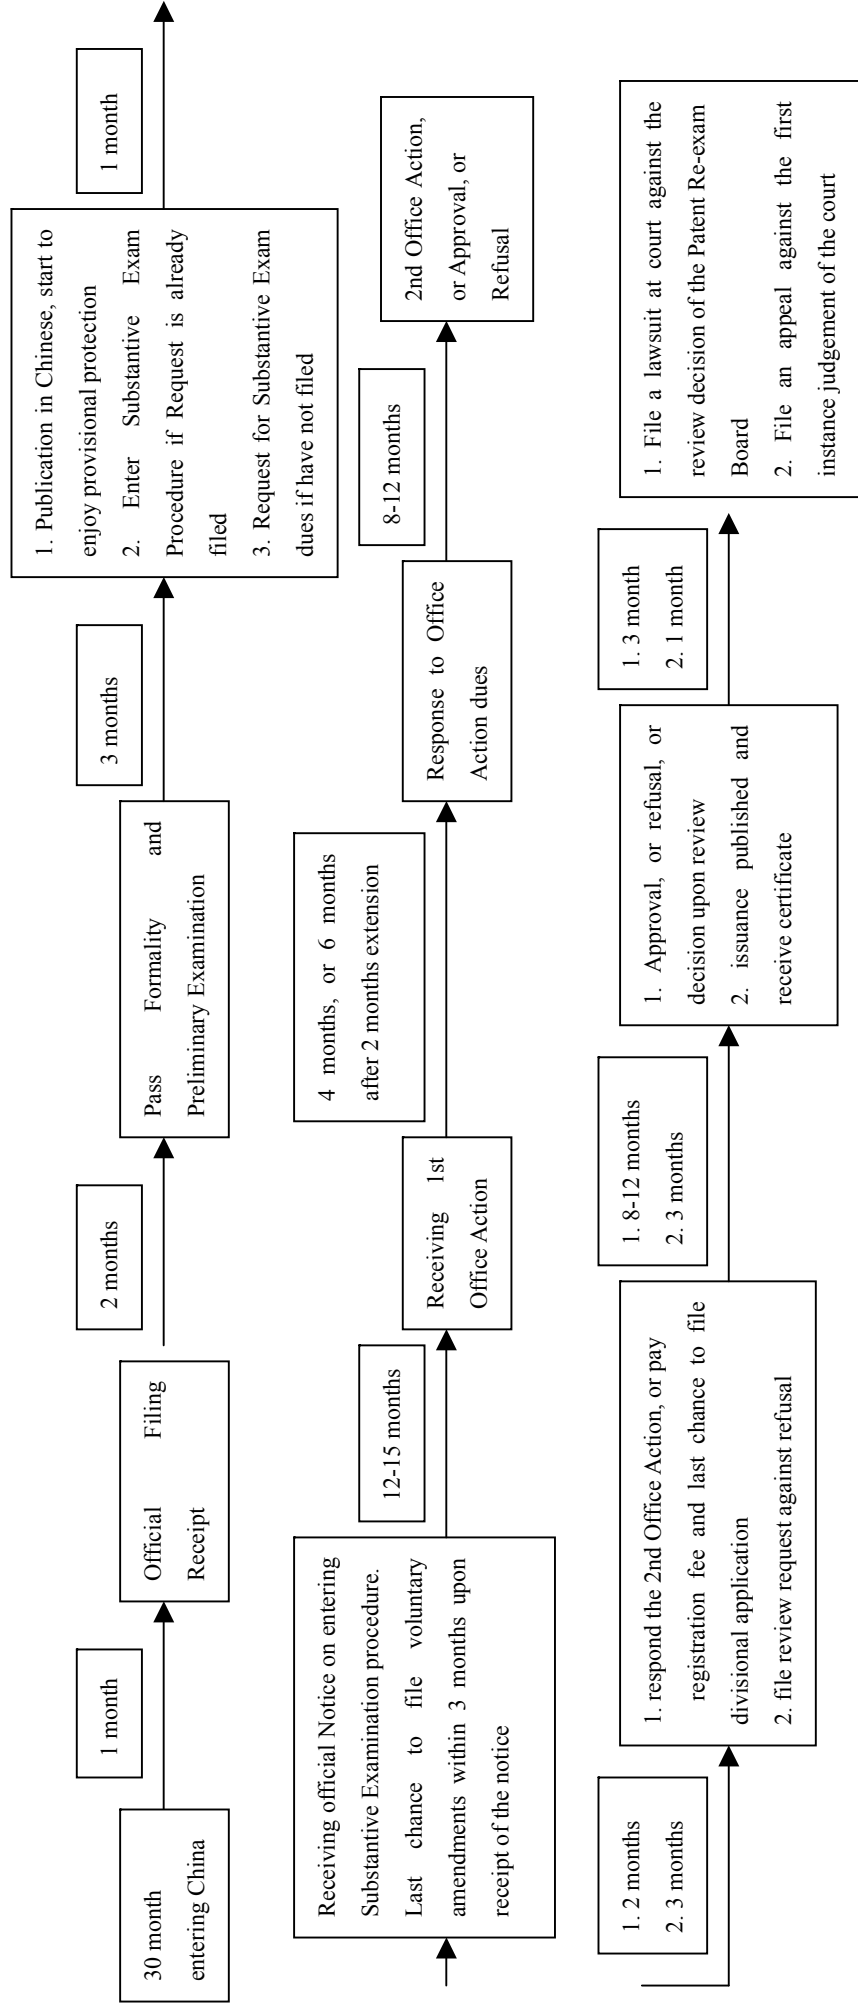 30 month
entering China
1 month
Official Filing
Receipt
2 months
Pass Formality and
Preliminary Examination
3 months
1. Publication in Chinese, start to
enjoy provisional protection
2. Enter Substantive Exam
Procedure if Request is already
filed
3. Request for Substantive Exam
dues if have not filed
1 month
Receiving official Notice on entering
Substantive Examination procedure.
Last chance to file voluntary
amendments within 3 months upon
receipt of the notice
12-15 months
Receiving 1st
Office Action
4 months, or 6 months
after 2 months extension
Response to Office
Action dues
8-12 months
2nd Office Action,
or Approval, or
Refusal
1. 2 months
2. 3 months
1. respond the 2nd Office Action, or pay
registration fee and last chance to file
divisional application
2. file review request against refusal
1. 8-12 months
2. 3 months
1. Approval, or refusal, or
decision upon review
2. issuance published and
receive certificate
1. 3 month
2. 1 month
1. File a lawsuit at court against the
review decision of the Patent Re-exam
Board
2. File an appeal against the first
instance judgement of the court